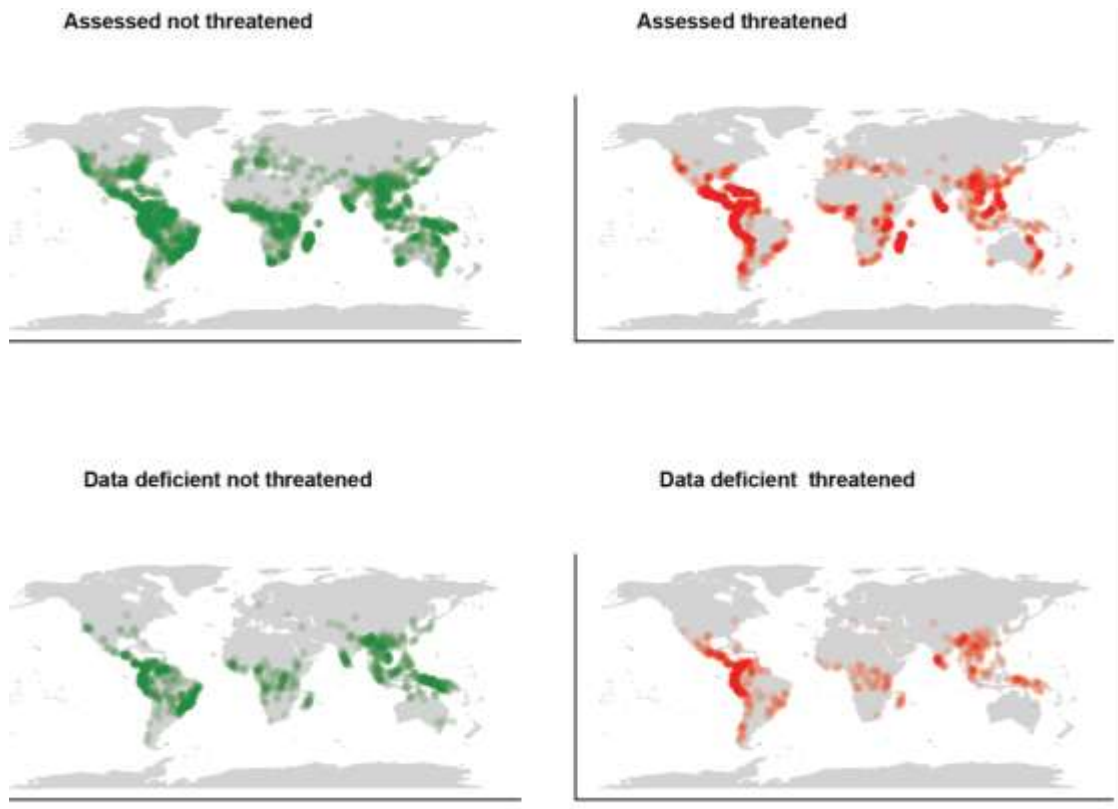 Assessed not threatened
Assessed threatened
Data deficient not threatened
Data deficient  threatened